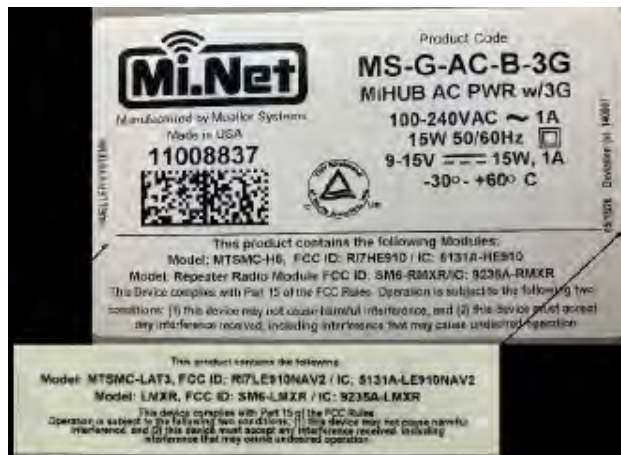 Mi.Net
Manufactured by Mueller Systems
Made in USA
11008837
Product Code
MS-G-AC-B-3G
MiHUB AC PWR w/3G
100-240VAC ~ 1A
15W 50/60Hz
9-15V 15W, 1A
-30° - +60° C
MUELLER SYSTEMS
This product contains the following Modules:
Model: MTSMC-H6, FCC ID: RI7HE910 / IC: 5131A-HE910
Model: Repeater Radio Module FCC ID: SM6-RMXR/IC: 9235A-RMXR
This Device complies with Part 15 of the FCC Rules. Operation is subject to the following two
conditions: (1) this device may not cause harmful interference, and (2) this device must accept
any interference received, including interference that may cause undesired operation
This product contains the following
Model: MTSMC-LAT3, FCC ID: RI7LE910NAV2 / IC: 5131A-LE910NAV2
Model: LMXR, FCC ID: SM6-LMXR / IC: 9235A-LMXR
This device complies with Part 15 of the FCC Rules
Operation is subject to the following two conditions: (1) this device may not cause harmful
interference, and (2) this device must accept any interference received, including
interference that may cause undesired operation